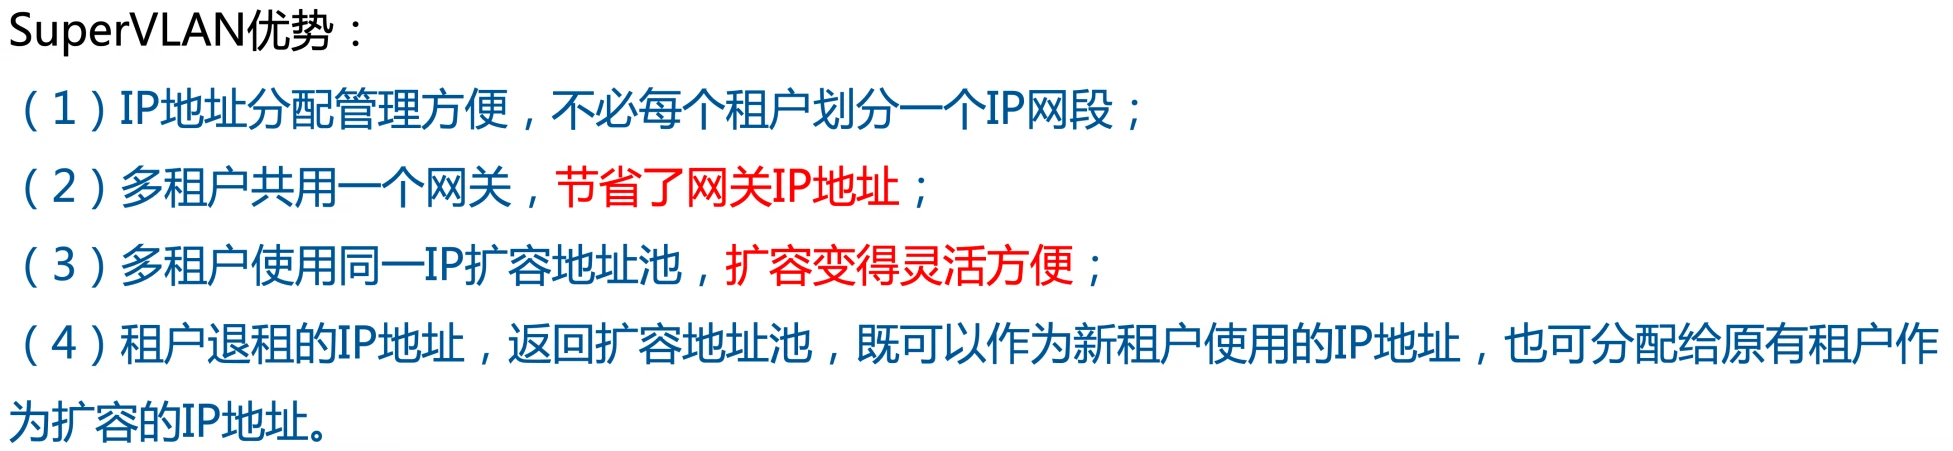 SuperVLAN优势：
（1）IP地址分配管理方便，不必每个租户划分一个IP网段；
（2）多租户共用一个网关，节省了网关IP地址；
（3）多租户使用同一IP扩容地址池，扩容变得灵活方便；
（4）租户退租的IP地址，返回扩容地址池，既可以作为新租户使用的IP地址，也可分配给原有租户作
为扩容的IP地址。